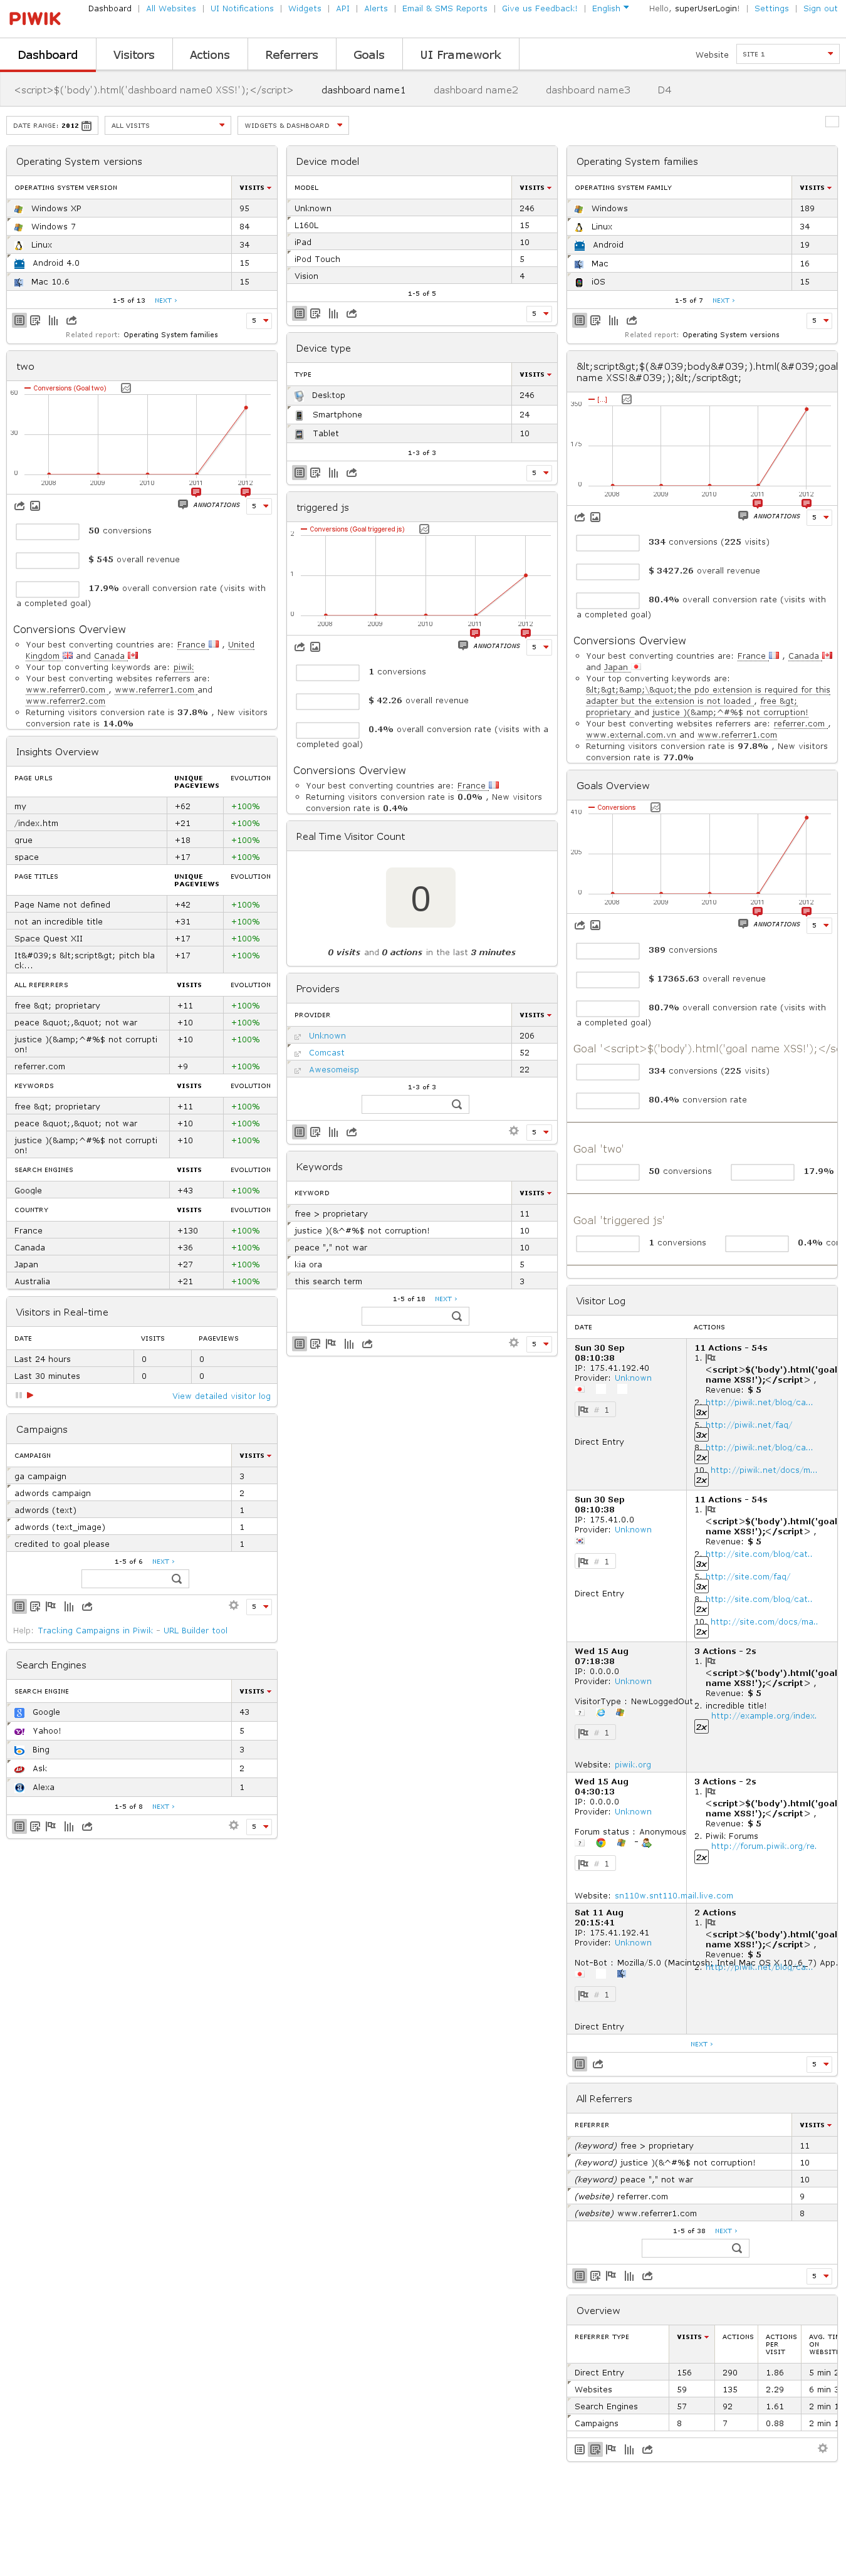 PIWIK
Dashboard | All Websites | UI Notifications | Widgets | API | Alerts | Email & SMS Reports | Give us Feedback! | English
Hello, superUserLogin! | Settings | Sign out
Dashboard Visitors Actions Referrers Goals UI Framework
Website SITE 1
<script>$('body').html('dashboard name0 XSS!');</script> dashboard name1 dashboard name2 dashboard name3 D4
DATE RANGE: 2012 ALL VISITS WIDGETS & DASHBOARD
Operating System versions
OPERATING SYSTEM VERSION VISITS
Windows XP 95
Windows 7 84
Linux 34
Android 4.0 15
Mac 10.6 15
1-5 of 13 NEXT ›
5
Related report: Operating System families
two
Conversions (Goal two)
60
30
0
2008 2009 2010 2011 2012
ANNOTATIONS 5
50 conversions
$ 545 overall revenue
17.9% overall conversion rate (visits with
a completed goal)
Conversions Overview
Your best converting countries are: France , United
Kingdom and Canada
Your top converting keywords are: piwik
Your best converting websites referrers are:
www.referrer0.com , www.referrer1.com and
www.referrer2.com
Returning visitors conversion rate is 37.8% , New visitors
conversion rate is 14.0%
Insights Overview
PAGE URLS UNIQUE PAGEVIEWS EVOLUTION
my +62 +100%
/index.htm +21 +100%
grue +18 +100%
space +17 +100%
PAGE TITLES UNIQUE PAGEVIEWS EVOLUTION
Page Name not defined +42 +100%
not an incredible title +31 +100%
Space Quest XII +17 +100%
It&#039;s &lt;script&gt; pitch bla +17 +100%
ck...
ALL REFERRERS VISITS EVOLUTION
free &gt; proprietary +11 +100%
peace &quot;,&quot; not war +10 +100%
justice )(&amp;^#%$ not corrupti +10 +100%
on!
referrer.com +9 +100%
KEYWORDS VISITS EVOLUTION
free &gt; proprietary +11 +100%
peace &quot;,&quot; not war +10 +100%
justice )(&amp;^#%$ not corrupti +10 +100%
on!
SEARCH ENGINES VISITS EVOLUTION
Google +43 +100%
COUNTRY VISITS EVOLUTION
France +130 +100%
Canada +36 +100%
Japan +27 +100%
Australia +21 +100%
Visitors in Real-time
DATE VISITS PAGEVIEWS
Last 24 hours 0 0
Last 30 minutes 0 0
View detailed visitor log
Campaigns
CAMPAIGN VISITS
ga campaign 3
adwords campaign 2
adwords (text) 1
adwords (text_image) 1
credited to goal please 1
1-5 of 6 NEXT ›
5
Help: Tracking Campaigns in Piwik - URL Builder tool
Search Engines
SEARCH ENGINE VISITS
Google 43
Yahoo! 5
Bing 3
Ask 2
Alexa 1
1-5 of 8 NEXT ›
5
Device model
MODEL VISITS
Unknown 246
L160L 15
iPad 10
iPod Touch 5
Vision 4
1-5 of 5
5
Device type
TYPE VISITS
Desktop 246
Smartphone 24
Tablet 10
1-3 of 3
5
triggered js
Conversions (Goal triggered js)
2
1
0
2008 2009 2010 2011 2012
ANNOTATIONS 5
1 conversions
$ 42.26 overall revenue
0.4% overall conversion rate (visits with a
completed goal)
Conversions Overview
Your best converting countries are: France
Returning visitors conversion rate is 0.0% , New visitors
conversion rate is 0.4%
Real Time Visitor Count
0
0 visits and 0 actions in the last 3 minutes
Providers
PROVIDER VISITS
Unknown 206
Comcast 52
Awesomeisp 22
1-3 of 3
5
Keywords
KEYWORD VISITS
free > proprietary 11
justice )(&^#%$ not corruption! 10
peace "," not war 10
kia ora 5
this search term 3
1-5 of 18 NEXT ›
5
Operating System families
OPERATING SYSTEM FAMILY VISITS
Windows 189
Linux 34
Android 19
Mac 16
iOS 15
1-5 of 7 NEXT ›
5
Related report: Operating System versions
&lt;script&gt;$(&#039;body&#039;).html(&#039;goal
name XSS!&#039;);&lt;/script&gt;
[...]
350
175
0
2008 2009 2010 2011 2012
ANNOTATIONS 5
334 conversions (225 visits)
$ 3427.26 overall revenue
80.4% overall conversion rate (visits with
a completed goal)
Conversions Overview
Your best converting countries are: France , Canada
and Japan
Your top converting keywords are:
&lt;&gt;&amp;\&quot;the pdo extension is required for this
adapter but the extension is not loaded , free &gt;
proprietary and justice )(&amp;^#%$ not corruption!
Your best converting websites referrers are: referrer.com ,
www.external.com.vn and www.referrer1.com
Returning visitors conversion rate is 97.8% , New visitors
conversion rate is 77.0%
Goals Overview
Conversions
410
205
0
2008 2009 2010 2011 2012
ANNOTATIONS 5
389 conversions
$ 17365.63 overall revenue
80.7% overall conversion rate (visits with
a completed goal)
Goal '<script>$('body').html('goal name XSS!');</s
334 conversions (225 visits)
80.4% conversion rate
Goal 'two'
50 conversions 17.9%
Goal 'triggered js'
1 conversions 0.4% co
Visitor Log
DATE ACTIONS
Sun 30 Sep 11 Actions - 54s
08:10:38 1.
IP: 175.41.192.40 <script>$('body').html('goal
Provider: Unknown name XSS!');</script> ,
Revenue: $ 5
2. http://piwik.net/blog/ca...
# 1 3x
5. http://piwik.net/faq/
3x
Direct Entry 8. http://piwik.net/blog/ca...
2x
10. http://piwik.net/docs/m...
2x
Sun 30 Sep 11 Actions - 54s
08:10:38 1.
IP: 175.41.0.0 <script>$('body').html('goal
Provider: Unknown name XSS!');</script> ,
Revenue: $ 5
2. http://site.com/blog/cat..
# 1 3x
5. http://site.com/faq/
3x
Direct Entry 8. http://site.com/blog/cat..
2x
10. http://site.com/docs/ma..
2x
Wed 15 Aug 3 Actions - 2s
07:18:38 1.
IP: 0.0.0.0 <script>$('body').html('goal
Provider: Unknown name XSS!');</script> ,
Revenue: $ 5
VisitorType : NewLoggedOut 2. incredible title!
http://example.org/index.
# 1 2x
Website: piwik.org
Wed 15 Aug 3 Actions - 2s
04:30:13 1.
IP: 0.0.0.0 <script>$('body').html('goal
Provider: Unknown name XSS!');</script> ,
Revenue: $ 5
Forum status : Anonymous 2. Piwik Forums
- http://forum.piwik.org/re.
# 1 2x
Website: sn110w.snt110.mail.live.com
Sat 11 Aug 2 Actions
20:15:41 1.
IP: 175.41.192.41 <script>$('body').html('goal
Provider: Unknown name XSS!');</script> ,
Revenue: $ 5
Not-Bot : Mozilla/5.0 (Macintosh; Intel Mac OS X 10_6_7) App.
2. http://piwik.net/blog/ca...
# 1
Direct Entry
NEXT ›
5
All Referrers
REFERRER VISITS
(keyword) free > proprietary 11
(keyword) justice )(&^#%$ not corruption! 10
(keyword) peace "," not war 10
(website) referrer.com 9
(website) www.referrer1.com 8
1-5 of 38 NEXT ›
5
Overview
REFERRER TYPE VISITS ACTIONS ACTIONS PER VISIT AVG. TIM ON WEBSITE
Direct Entry 156 290 1.86 5 min 2
Websites 59 135 2.29 6 min 3
Search Engines 57 92 1.61 2 min 1
Campaigns 8 7 0.88 2 min 1